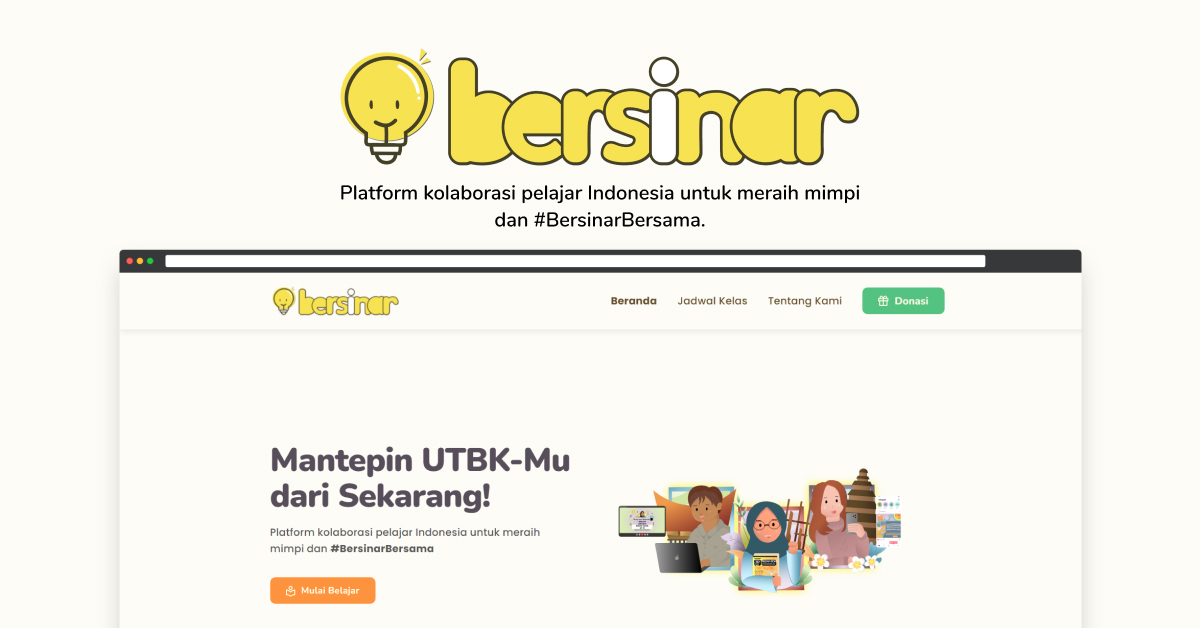 bersinar
Platform kolaborasi pelajar Indonesia untuk meraih mimpi
dan #BersinarBersama.
bersinar
Beranda
Jadwal Kelas
Tentang Kami
Donasi
Mantepin UTBK-Mu
dari Sekarang!
Platform kolaborasi pelajar Indonesia untuk meraih
mimpi dan #BersinarBersama
Mulai Belajar